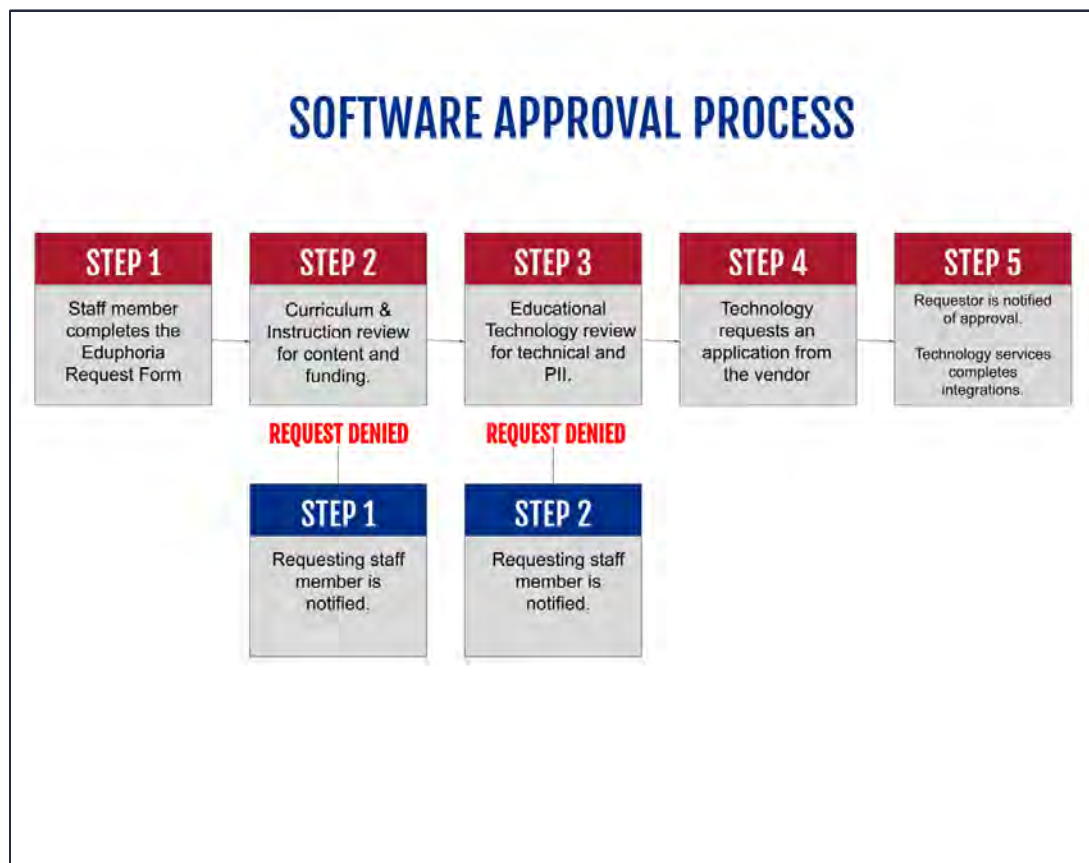 SOFTWARE APPROVAL PROCESS
STEP 1
Staff member
completes the
Eduphoria
Request Form
STEP 2
Curriculum &
Instruction review
for content and
funding.
STEP 3
Educational
Technology review
for technical and
PII.
STEP 4
Technology
requests an
application from
the vendor
STEP 5
Requestor is notified
of approval.
Technology services
completes
integrations.
REQUEST DENIED
STEP 1
Requesting staff
member is
notified.
REQUEST DENIED
STEP 2
Requesting staff
member is
notified.